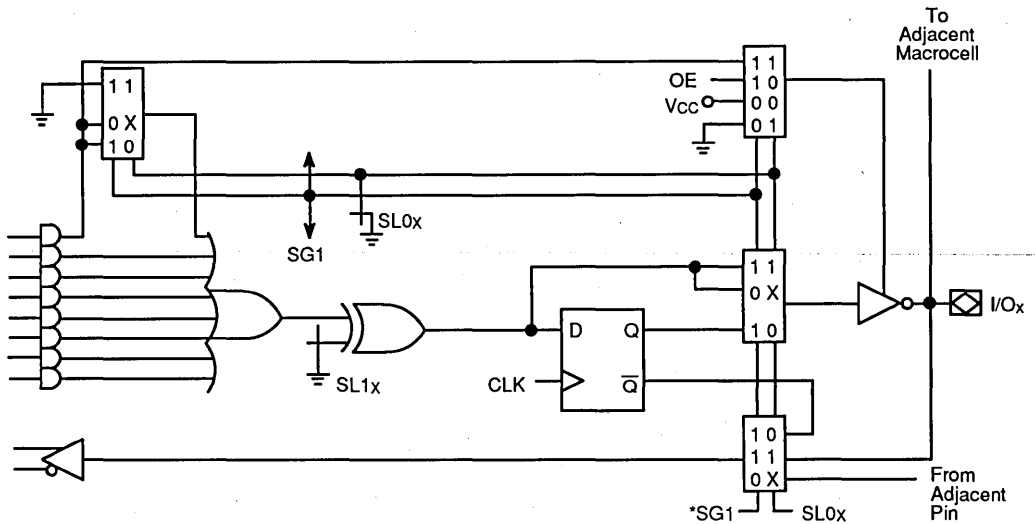 To
Adjacent
Macrocell
1 1
0 X
1 0
OE
VCC
1 1
1 0
0 0
0 1
SG1
SL0x
SL1x
D Q
CLK Q̅
1 1
0 X
1 0
I/Ox
1 0
1 1
0 X
From
Adjacent
Pin
*SG1
SL0x